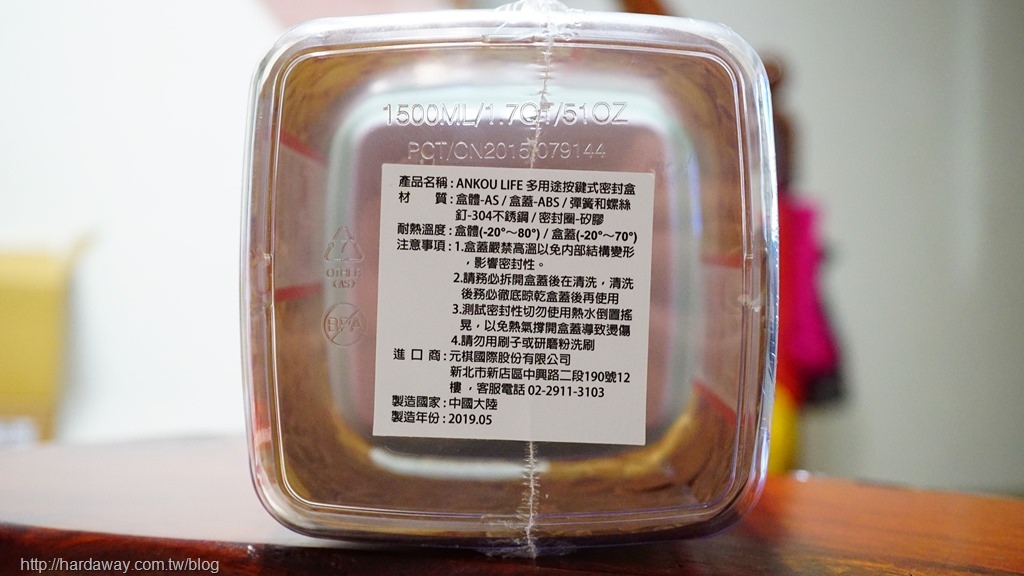 1500ML/1.7QT/51OZ
PCT/CN2015/079144
產品名稱：ANKOU LIFE 多用途按鍵式密封盒
材　　質：盒體-AS / 盒蓋-ABS / 彈簧和螺絲
釘-304不銹鋼 / 密封圈-矽膠
耐熱溫度：盒體(-20°～80°) / 盒蓋(-20°～70°)
注意事項：1.盒蓋嚴禁高溫以免內部結構變形
，影響密封性。
2.請務必拆開盒蓋後在清洗，清洗
後務必徹底晾乾盒蓋後再使用
3.測試密封性切勿使用熱水倒置搖
晃，以免熱氣撐開盒蓋導致燙傷
4.請勿用刷子或研磨粉洗刷
進 口 商：元棋國際股份有限公司
新北市新店區中興路二段190號12
樓，客服電話 02-2911-3103
製造國家：中國大陸
製造年份：2019.05
OTHER
(AS)
BPA
http://hardaway.com.tw/blog